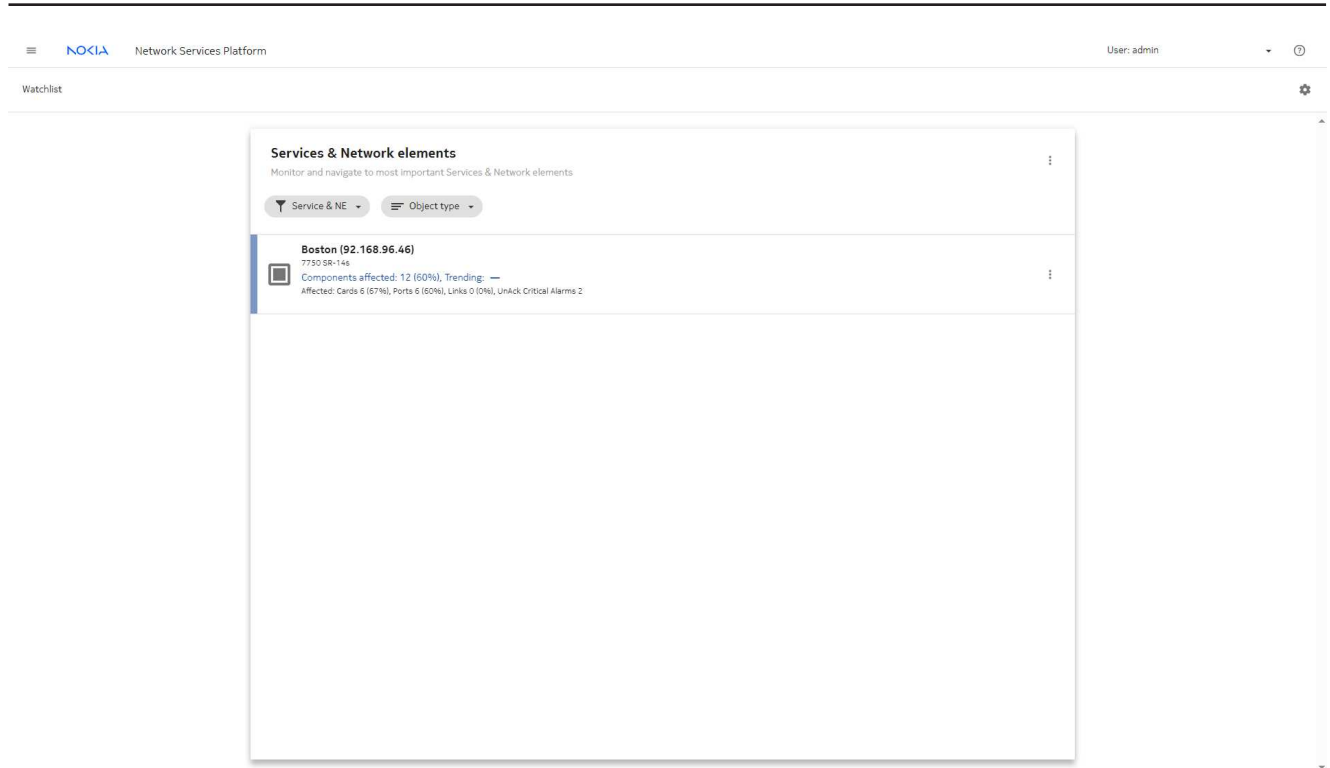 NOKIA Network Services Platform User: admin
Watchlist
Services & Network elements
Monitor and navigate to most important Services & Network elements
Service & NE Object type
Boston (92.168.96.46)
7750 SR-14s
Components affected: 12 (60%), Trending: —
Affected: Cards 6 (67%), Ports 6 (60%), Links 0 (0%), UnAck Critical Alarms 2